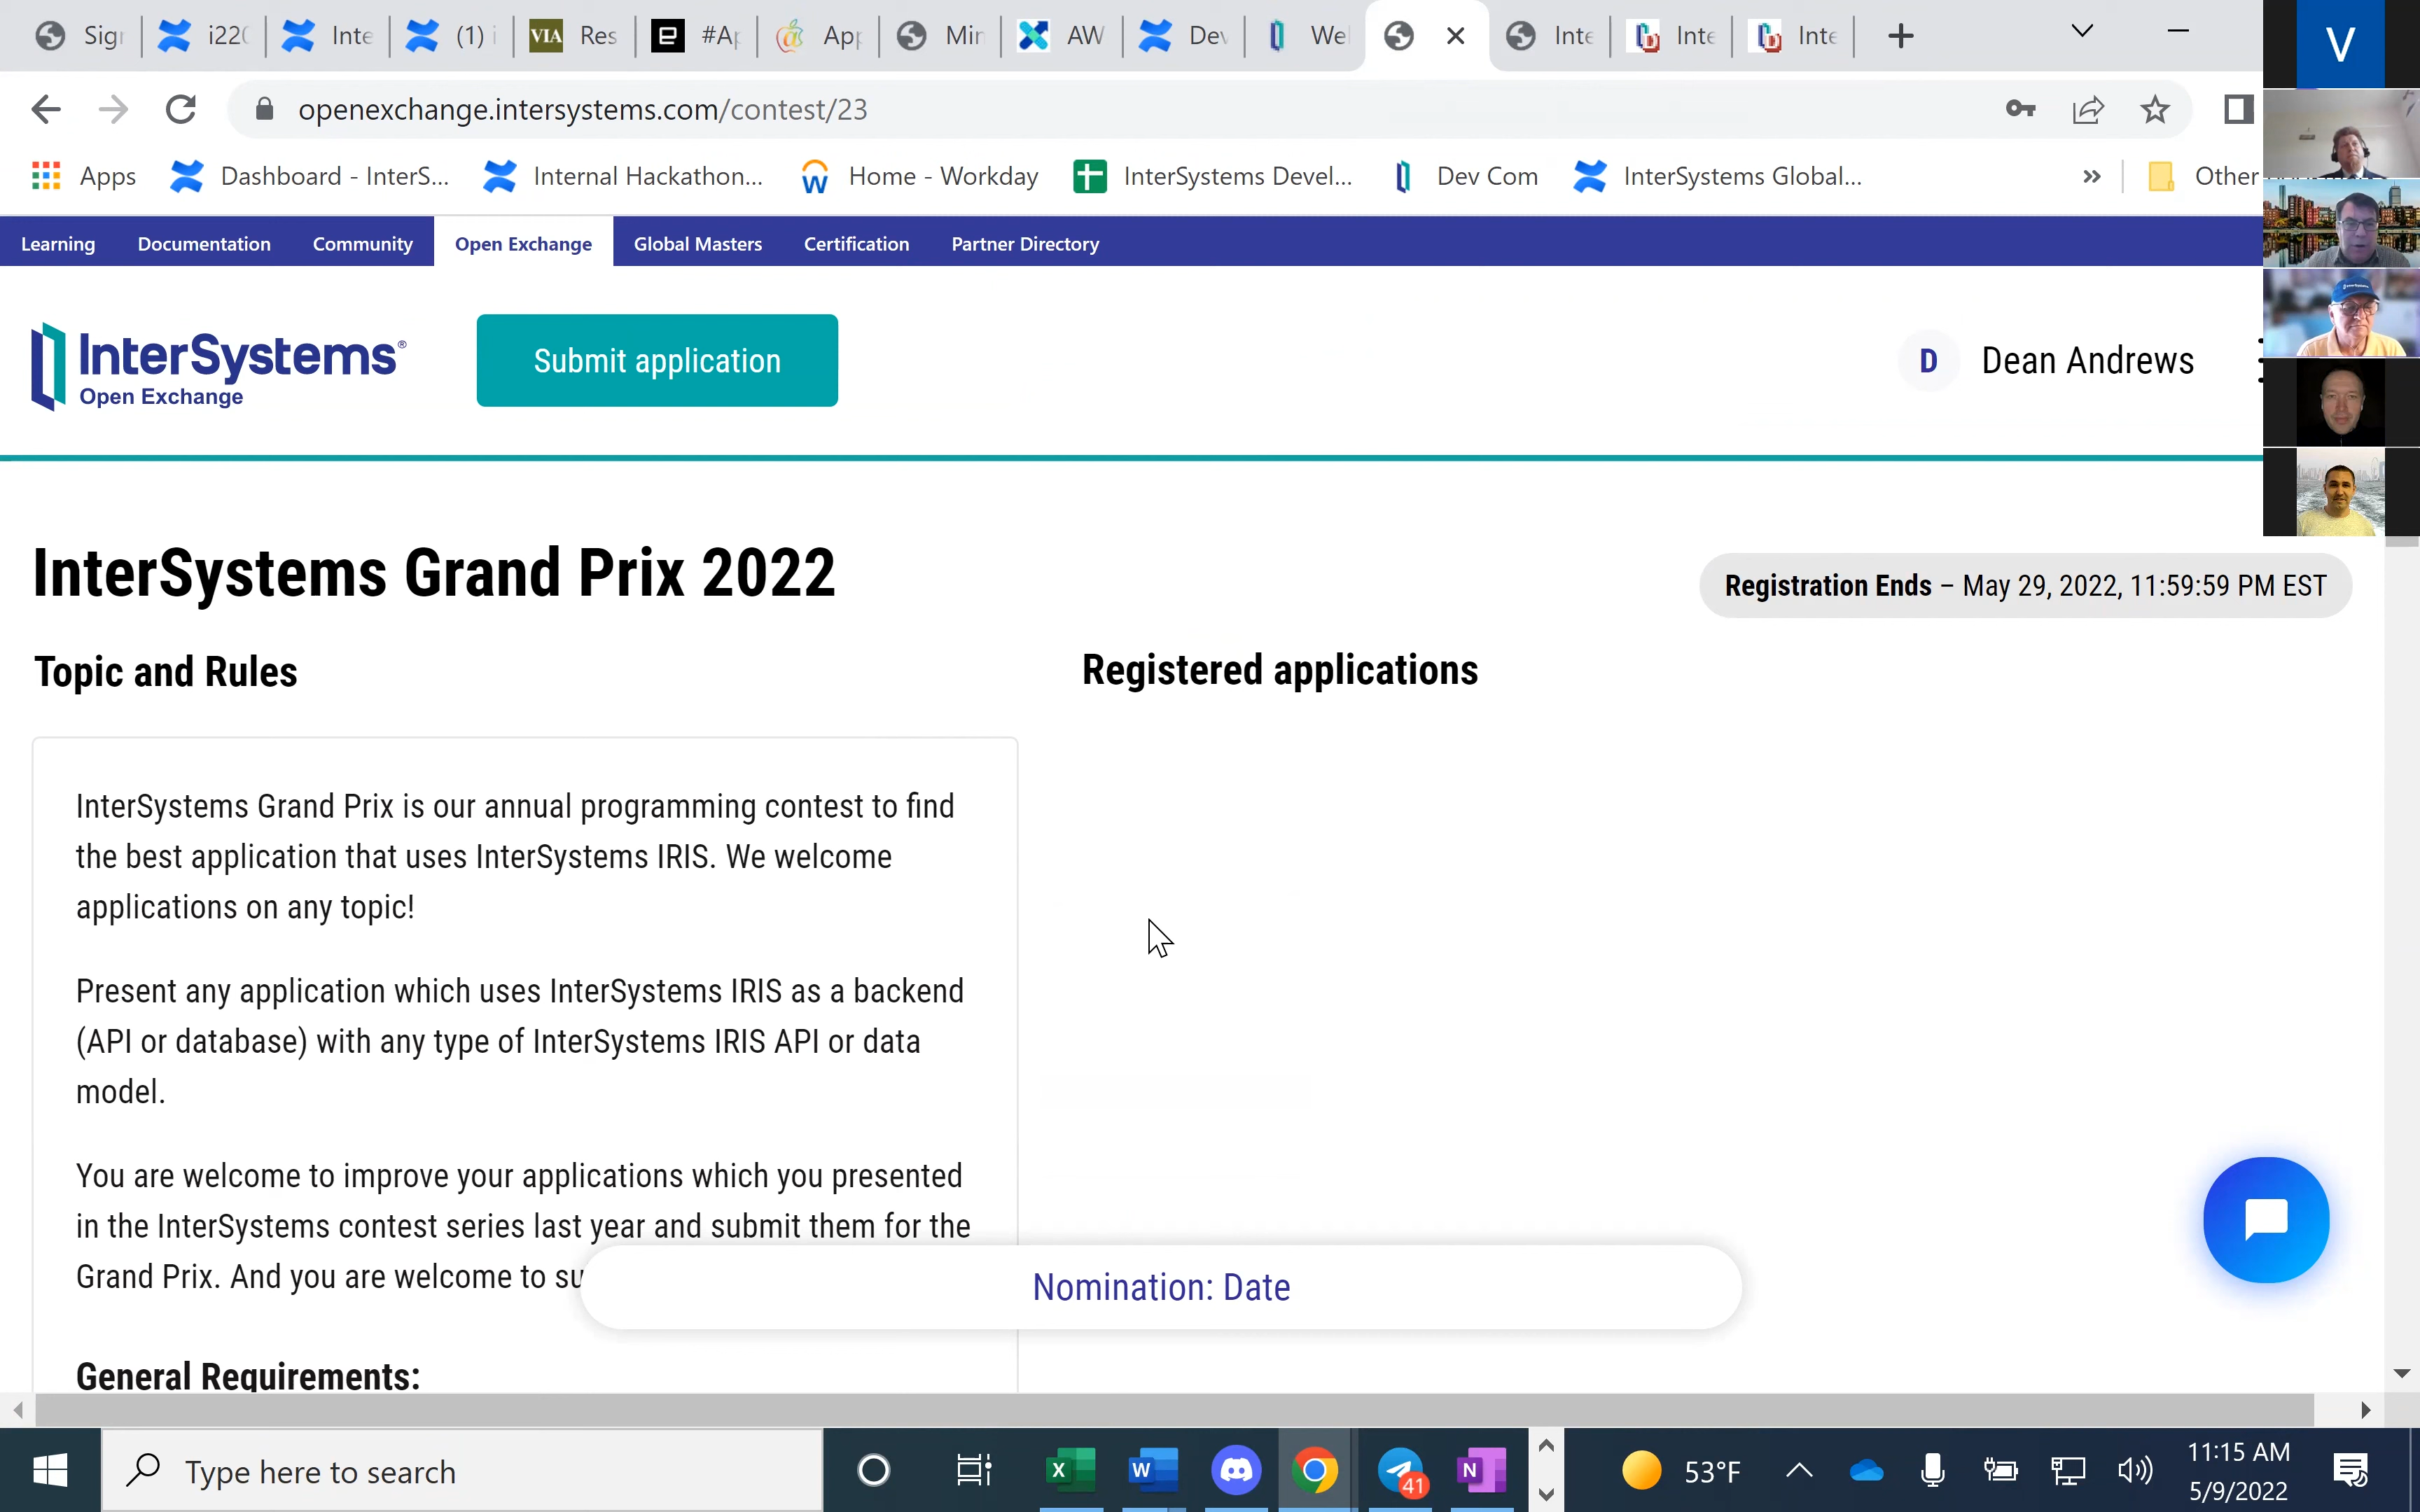 Sign i220 Inte (1) i VIA Res #Ap App Min AW Dev Wel Inte Inte Inte
V
openexchange.intersystems.com/contest/23
Apps Dashboard - InterS... Internal Hackathon... Home - Workday InterSystems Devel... Dev Com InterSystems Global... » Other
Learning Documentation Community Open Exchange Global Masters Certification Partner Directory
InterSystems®
Open Exchange
Submit application
D Dean Andrews
InterSystems Grand Prix 2022
Registration Ends – May 29, 2022, 11:59:59 PM EST
Topic and Rules
Registered applications
InterSystems Grand Prix is our annual programming contest to find
the best application that uses InterSystems IRIS. We welcome
applications on any topic!
Present any application which uses InterSystems IRIS as a backend
(API or database) with any type of InterSystems IRIS API or data
model.
You are welcome to improve your applications which you presented
in the InterSystems contest series last year and submit them for the
Grand Prix. And you are welcome to su
Nomination: Date
General Requirements:
Type here to search
41
53°F
11:15 AM
5/9/2022